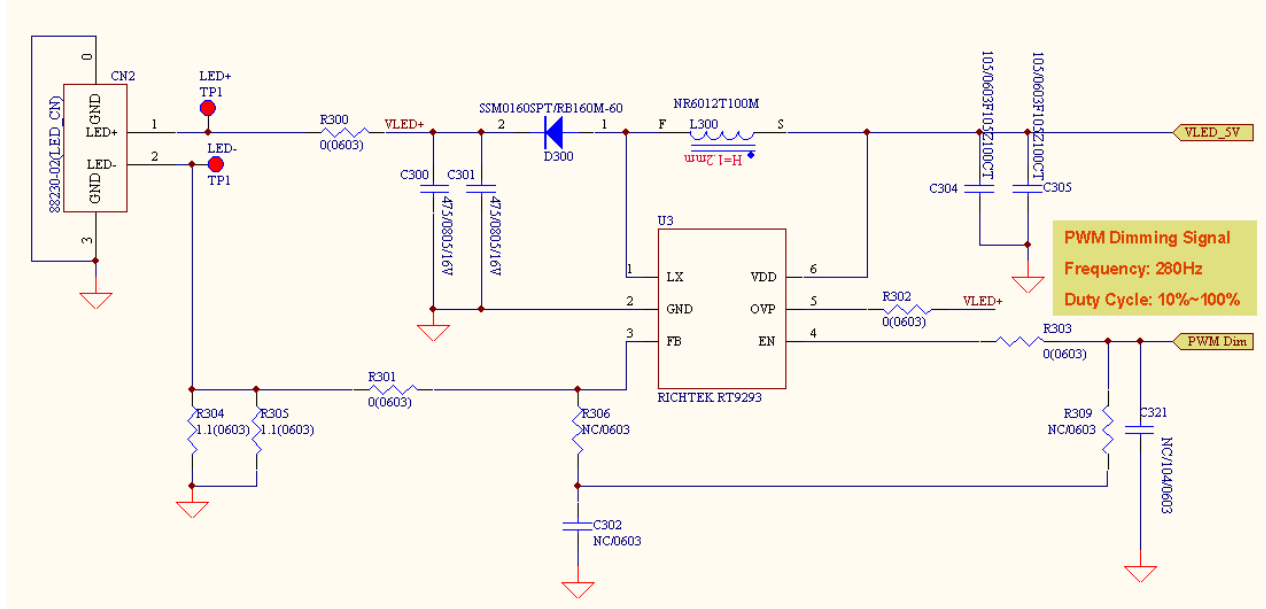 0
CN2
88230-02(LED_CN)
GND
LED+
LED-
GND
1
2
3
LED+
TP1
LED-
TP1
R300
0(0603)
VLED+
C300
475/0805/16V
C301
475/0805/16V
SSM0160SPT/RB160M-60
2
1
D300
NR6012T100M
F
L300
S
H=1.2mm
105/0603F105Z100CT
105/0603F105Z100CT
C304
C305
VLED_5V
U3
1
LX
VDD
6
2
GND
OVP
5
3
FB
EN
4
RICHTEK RT9293
R302
0(0603)
VLED+
PWM Dimming Signal
Frequency: 280Hz
Duty Cycle: 10%~100%
R303
0(0603)
PWM Dim
R301
0(0603)
R304
1.1(0603)
R305
1.1(0603)
R306
NC/0603
R309
NC/0603
C321
NC/104/0603
C302
NC/0603